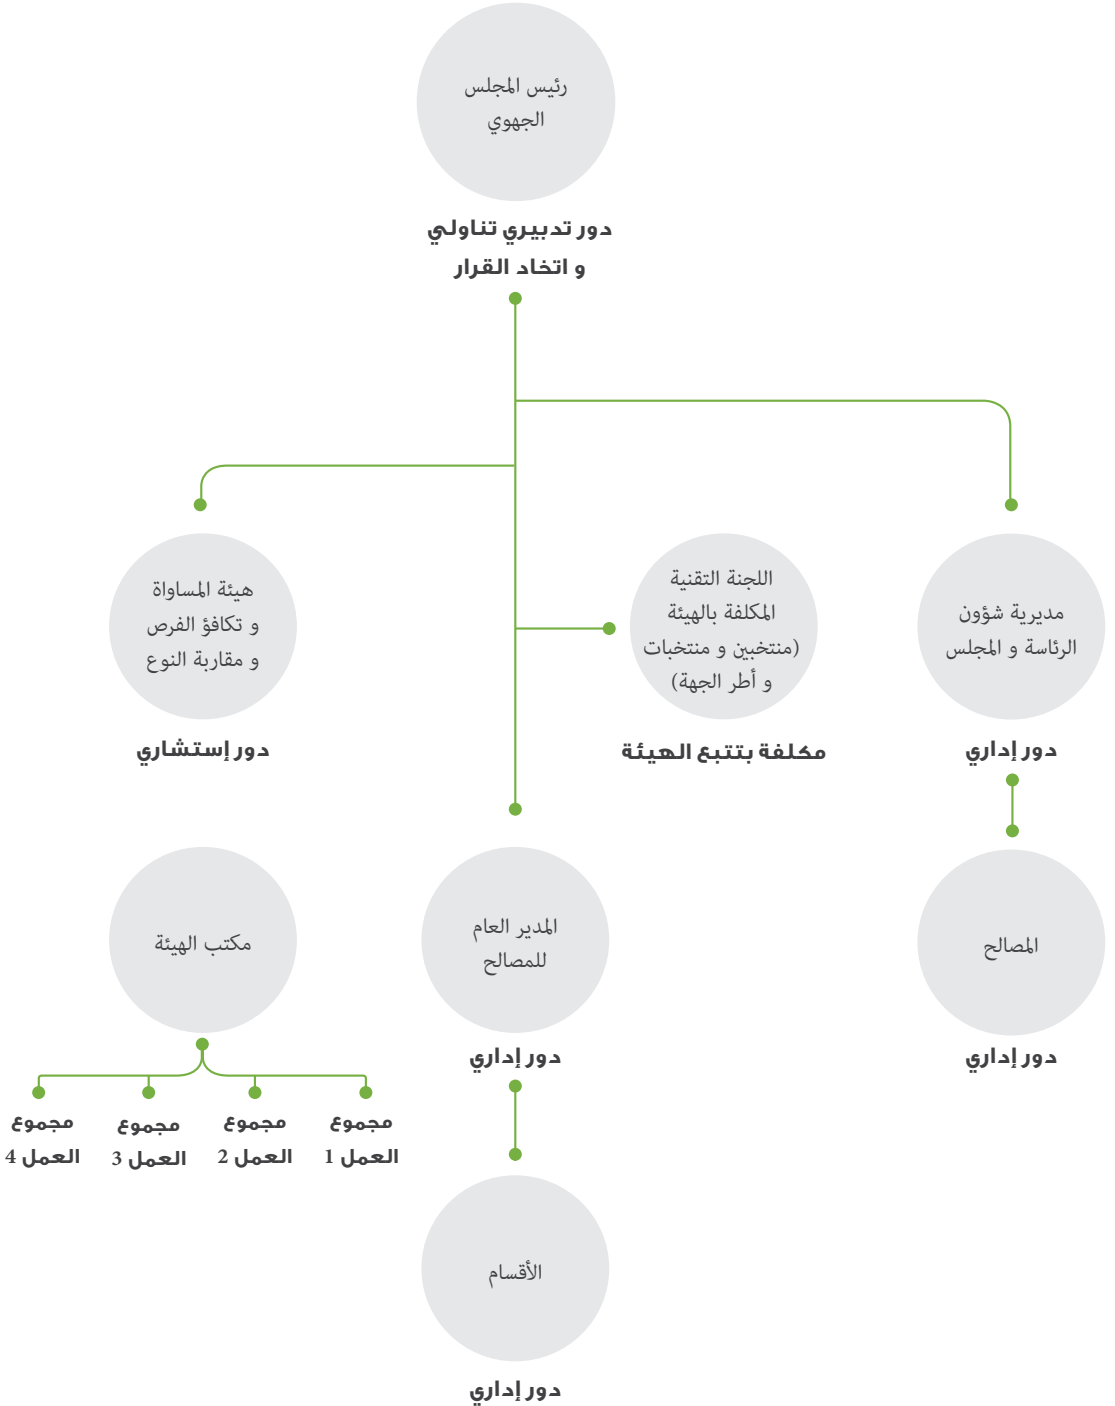 رئيس المجلس
الجهوي
دور تدبيري تناولي
و اتخاد القرار
مديرية شؤون
الرئاسة و المجلس
دور إداري
اللجنة التقنية
المكلفة بالهيئة
(منتخبين و منتخبات
و أطر الجهة)
مكلفة بتتبع الهيئة
هيئة المساواة
و تكافؤ الفرص
و مقاربة النوع
دور إستشاري
المصالح
دور إداري
المدير العام
للمصالح
دور إداري
مكتب الهيئة
مجموع
العمل 1
مجموع
العمل 2
مجموع
العمل 3
مجموع
العمل 4
الأقسام
دور إداري